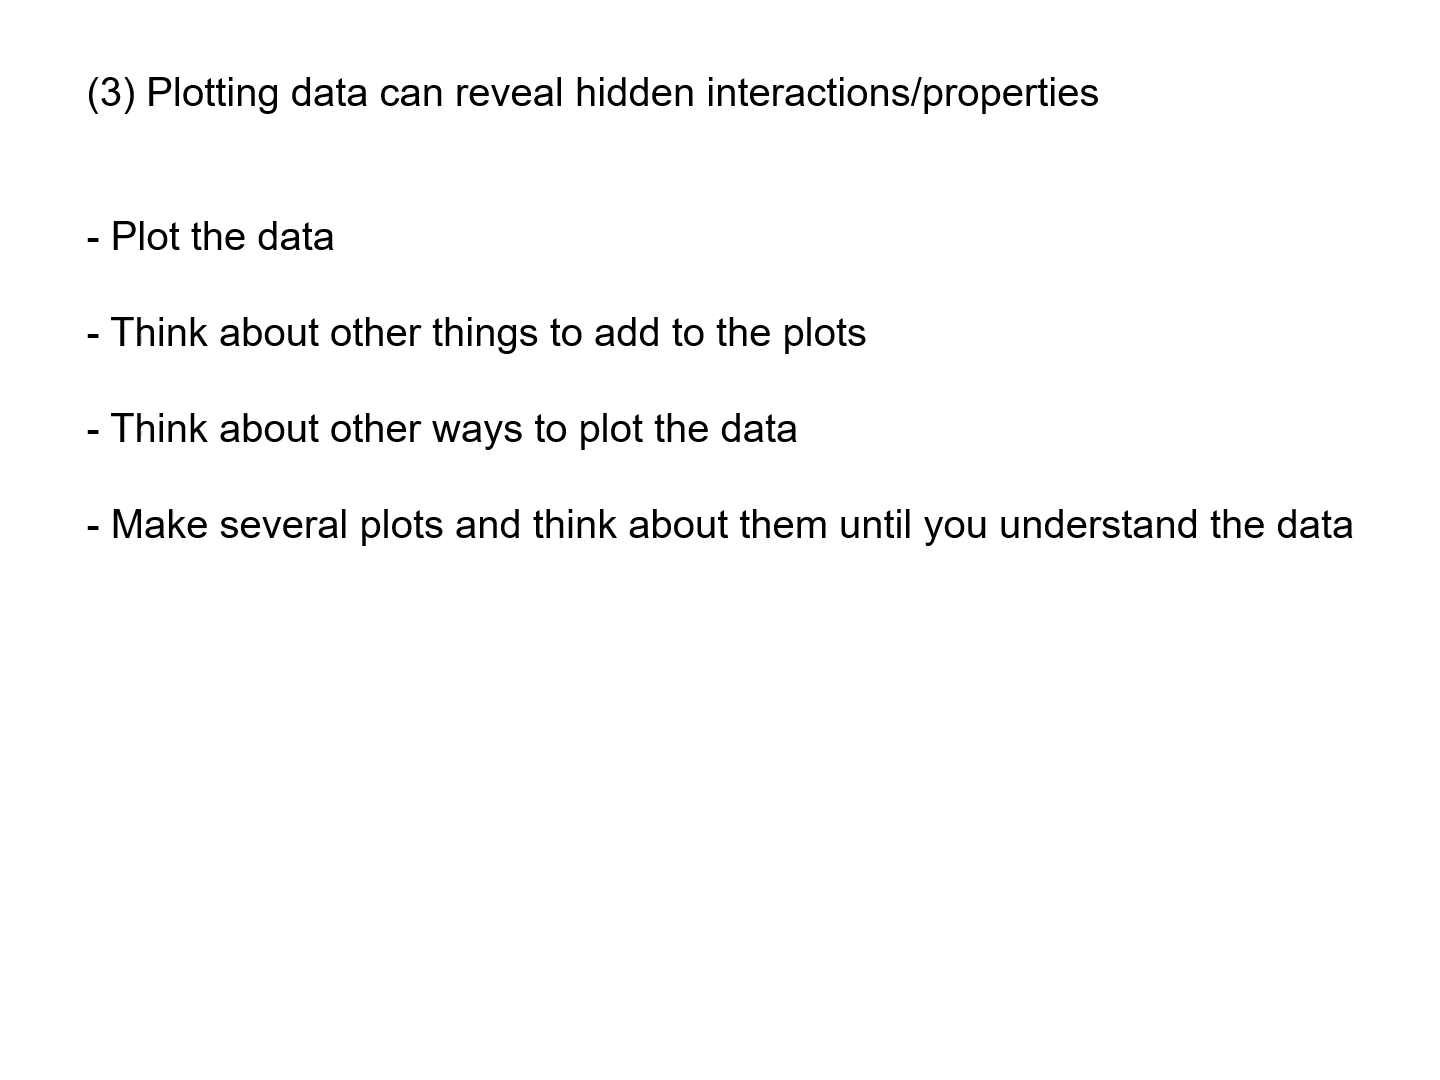 (3) Plotting data can reveal hidden interactions/properties
- Plot the data
- Think about other things to add to the plots
- Think about other ways to plot the data
- Make several plots and think about them until you understand the data